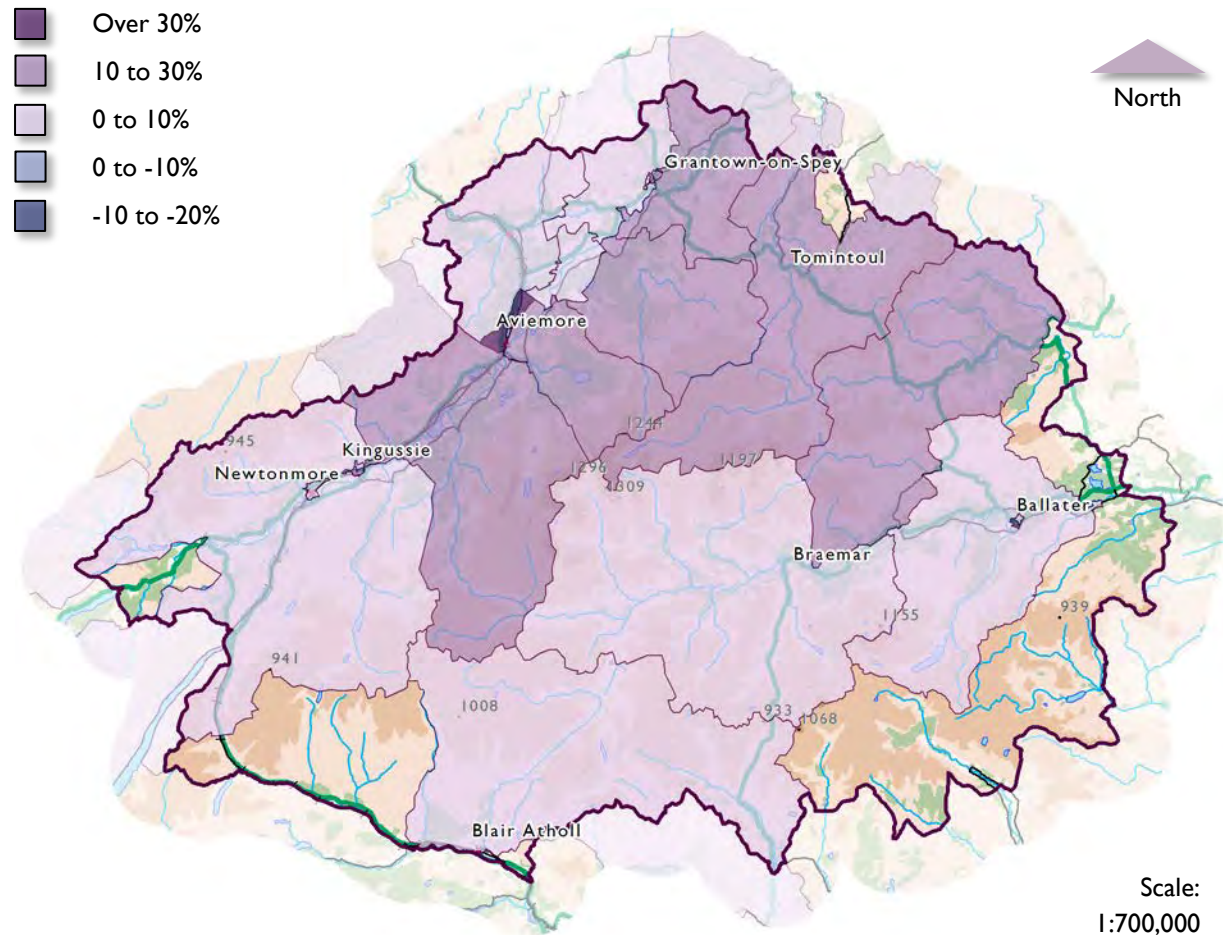 Over 30%
10 to 30%
0 to 10%
0 to -10%
-10 to -20%
North
Grantown-on-Spey
Tomintoul
Aviemore
1244
945
Kingussie
1197
1296
Newtonmore
1309
Ballater
Braemar
939
1155
941
1008
933
1068
Blair Atholl
Scale:
1:700,000